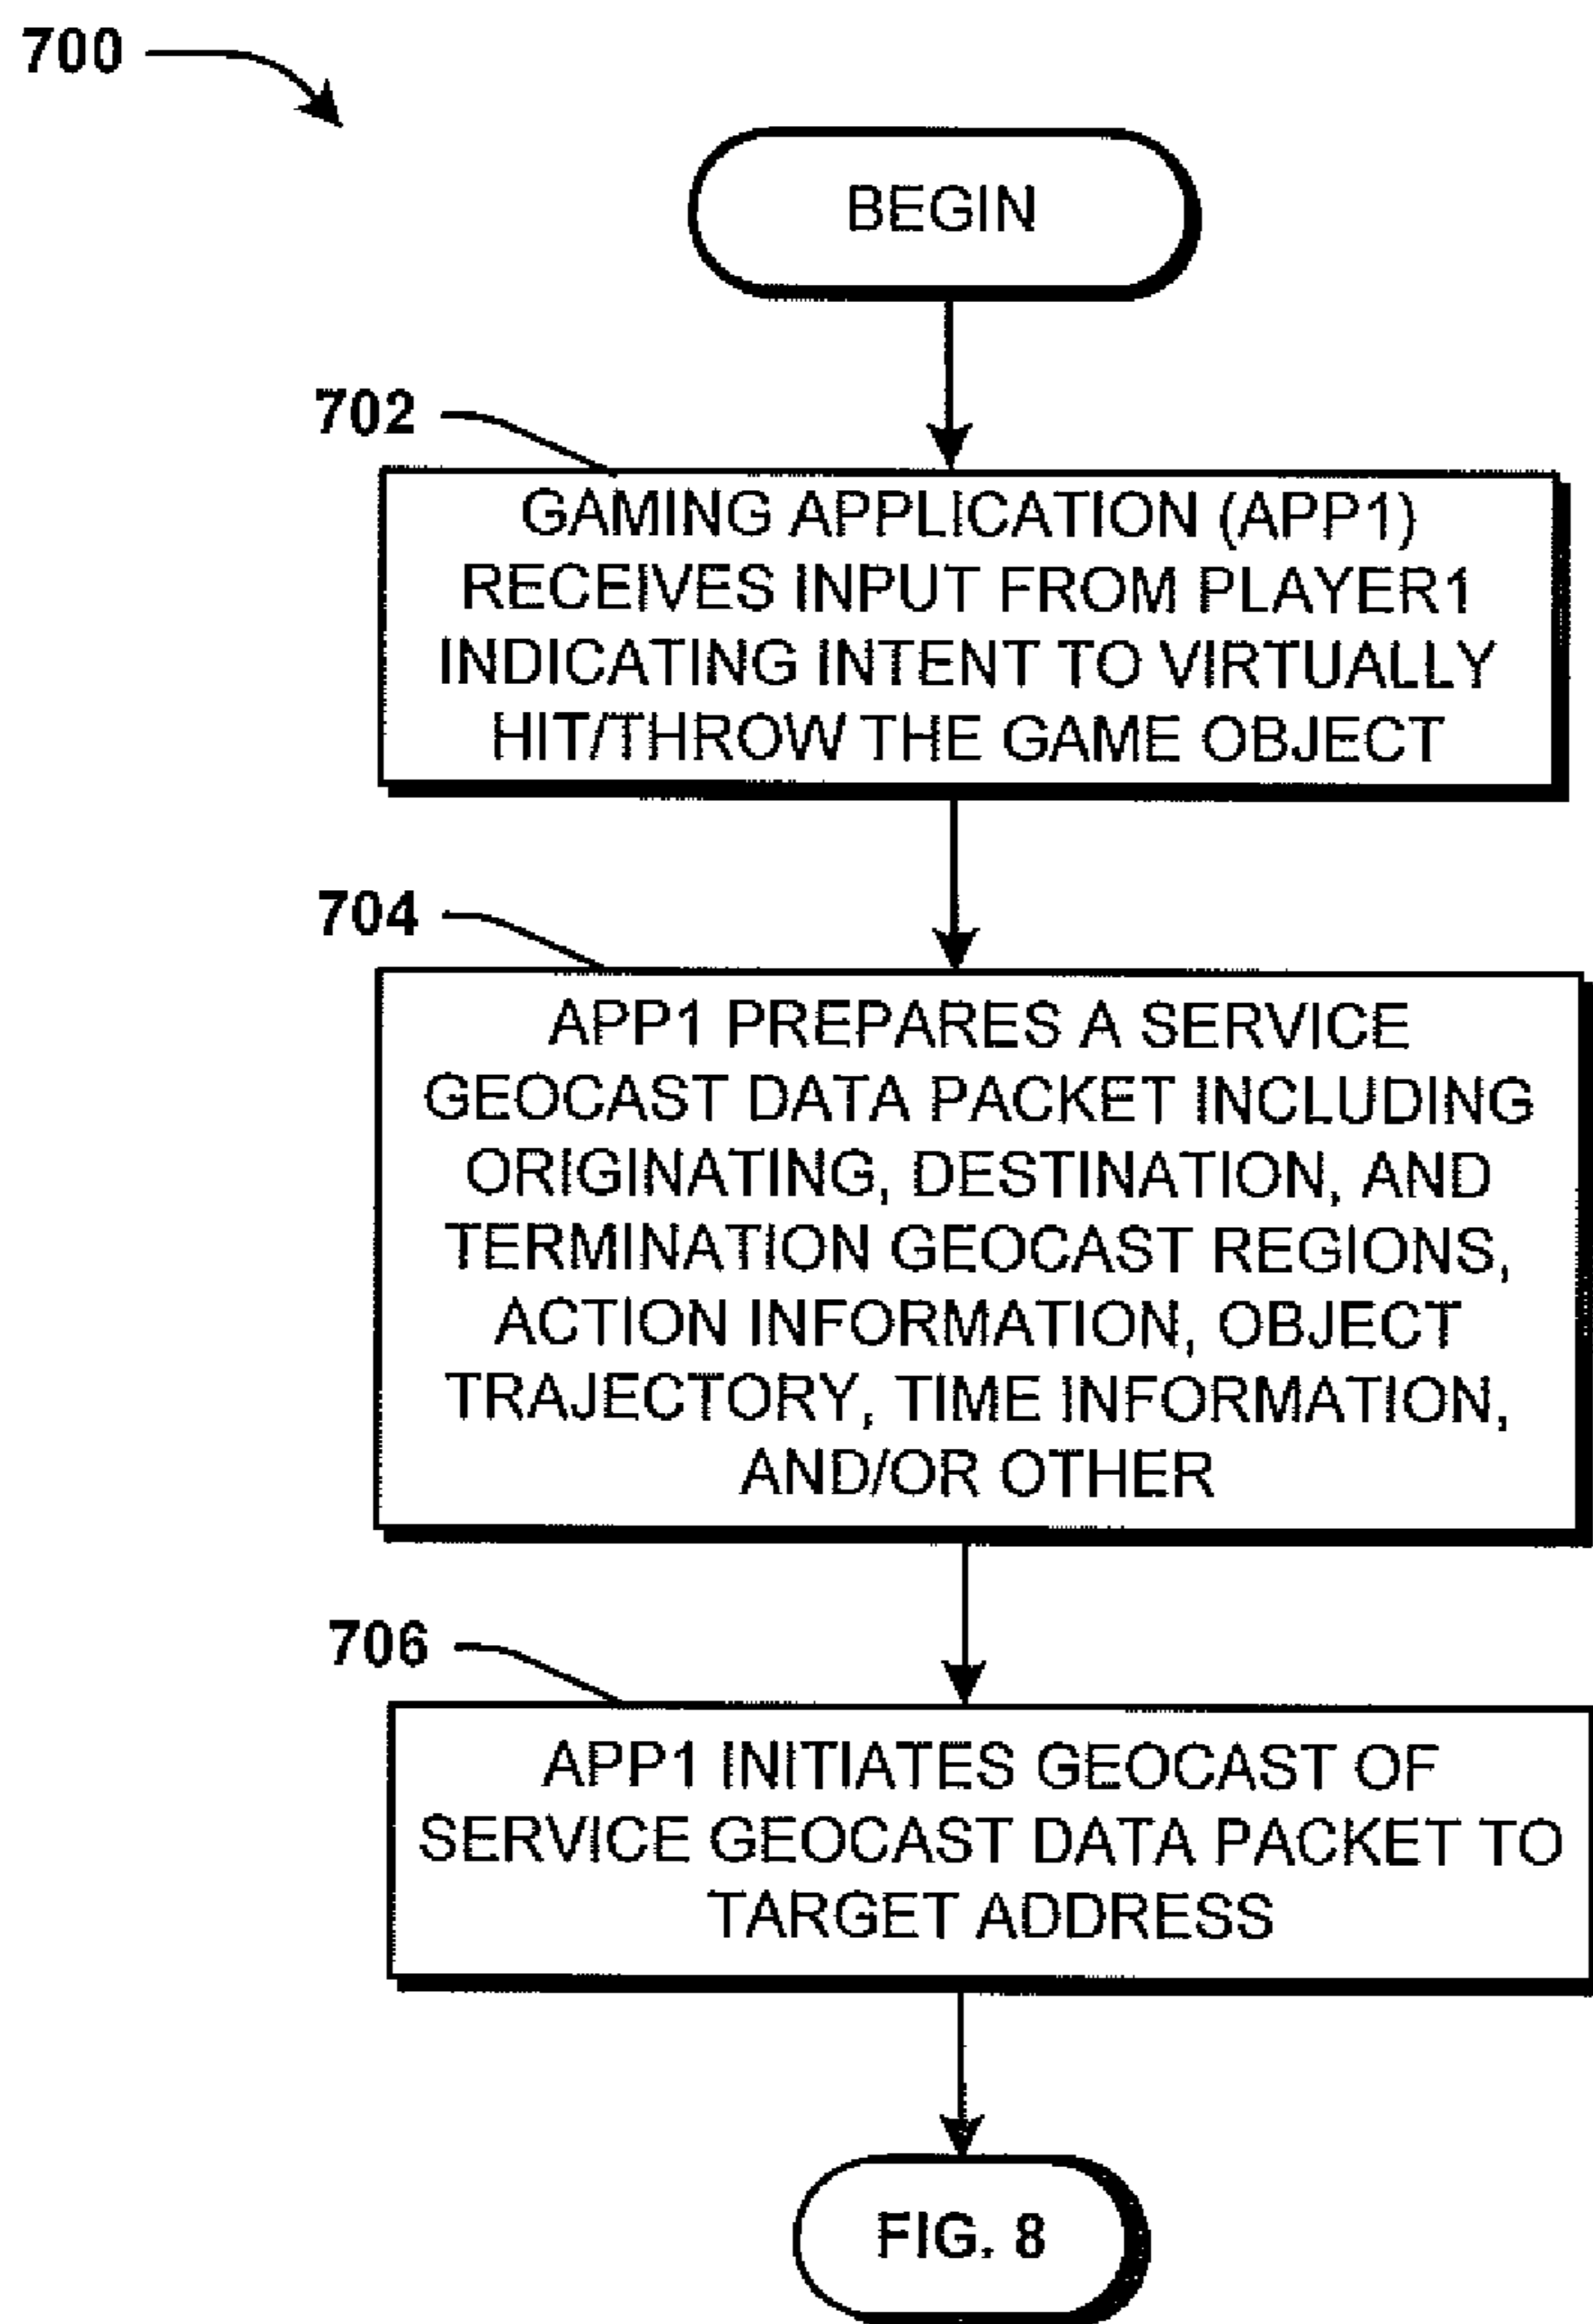 700
BEGIN
702
GAMING APPLICATION (APP1)
RECEIVES INPUT FROM PLAYER1
INDICATING INTENT TO VIRTUALLY
HIT/THROW THE GAME OBJECT
704
APP1 PREPARES A SERVICE
GEOCAST DATA PACKET INCLUDING
ORIGINATING, DESTINATION, AND
TERMINATION GEOCAST REGIONS,
ACTION INFORMATION, OBJECT
TRAJECTORY, TIME INFORMATION,
AND/OR OTHER
706
APP1 INITIATES GEOCAST OF
SERVICE GEOCAST DATA PACKET TO
TARGET ADDRESS
FIG. 8